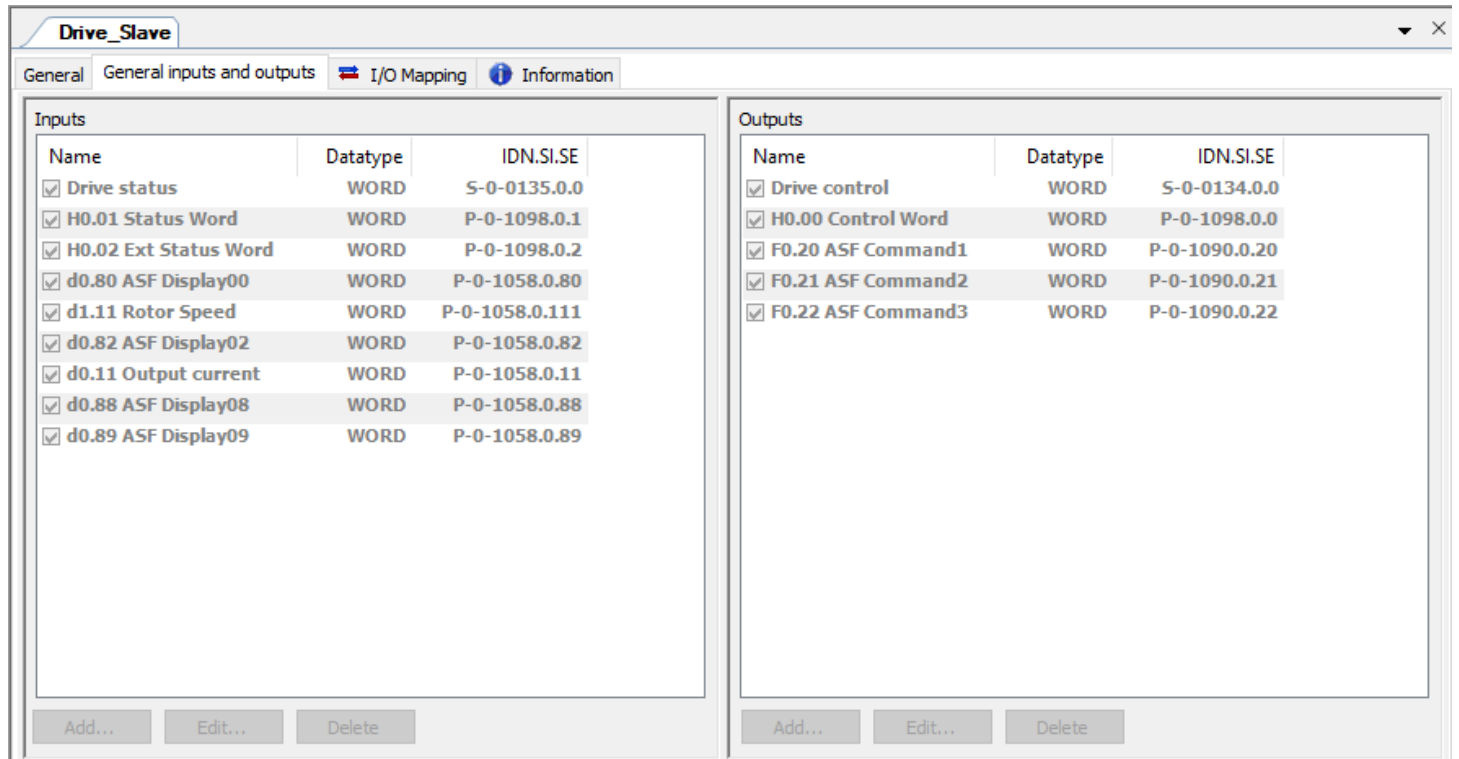 Drive_Slave
General General inputs and outputs I/O Mapping Information
Inputs
Name Datatype IDN.SI.SE
Drive status WORD S-0-0135.0.0
H0.01 Status Word WORD P-0-1098.0.1
H0.02 Ext Status Word WORD P-0-1098.0.2
d0.80 ASF Display00 WORD P-0-1058.0.80
d1.11 Rotor Speed WORD P-0-1058.0.111
d0.82 ASF Display02 WORD P-0-1058.0.82
d0.11 Output current WORD P-0-1058.0.11
d0.88 ASF Display08 WORD P-0-1058.0.88
d0.89 ASF Display09 WORD P-0-1058.0.89
Add... Edit... Delete
Outputs
Name Datatype IDN.SI.SE
Drive control WORD S-0-0134.0.0
H0.00 Control Word WORD P-0-1098.0.0
F0.20 ASF Command1 WORD P-0-1090.0.20
F0.21 ASF Command2 WORD P-0-1090.0.21
F0.22 ASF Command3 WORD P-0-1090.0.22
Add... Edit... Delete